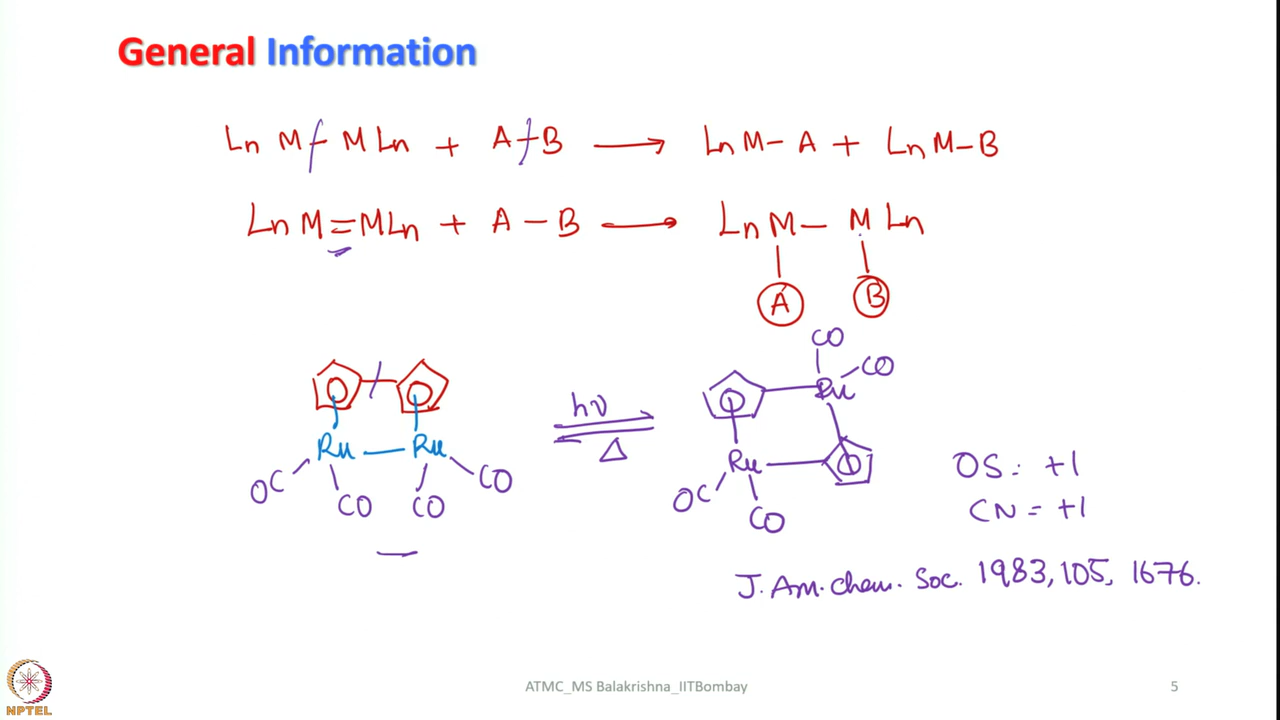 General Information
Ln M - M Ln + A - B → Ln M - A + Ln M - B
Ln M = M Ln + A - B → Ln M - M Ln
A B
CO
CO
Ru
hν
Δ
Ru - Ru
OC CO CO CO
Ru
OC CO
OS: +1
CN = +1
J. Am. Chem. Soc. 1983, 105, 1676.
NPTEL
ATMC_MS Balakrishna_IITBombay
5